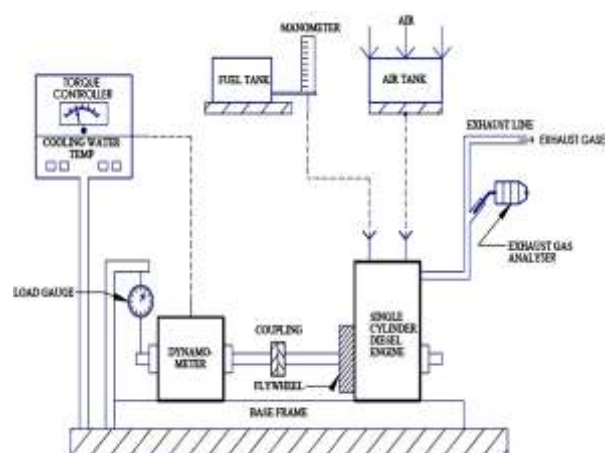 AIR
MANOMETER
FUEL TANK
AIR TANK
TORQUE
CONTROLLER
COOLING WATER
TEMP
EXHAUST LINE
EXHAUST GASE
EXHAUST GAS
ANALYSER
LOAD GAUGE
COUPLING
SINGLE
CYLINDER
DIESEL
ENGINE
DYNAMO-
METER
FLYWHEEL
BASE FRAME